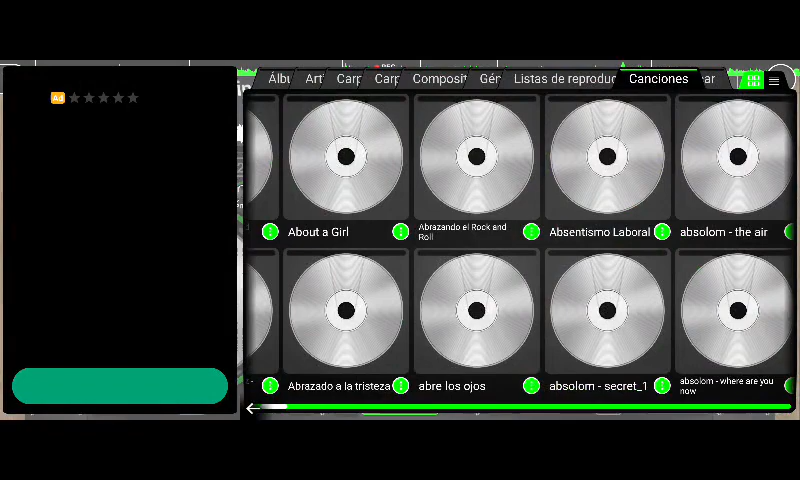 Ad
Álbu
Art
Carp
Carp
Composit
Gén
Listas de reproduc
Canciones
ar
About a Girl
Abrazando el Rock and
Roll
Absentismo Laboral
absolom - the air
Abrazado a la tristeza
abre los ojos
absolom - secret_1
absolom - where are you
now